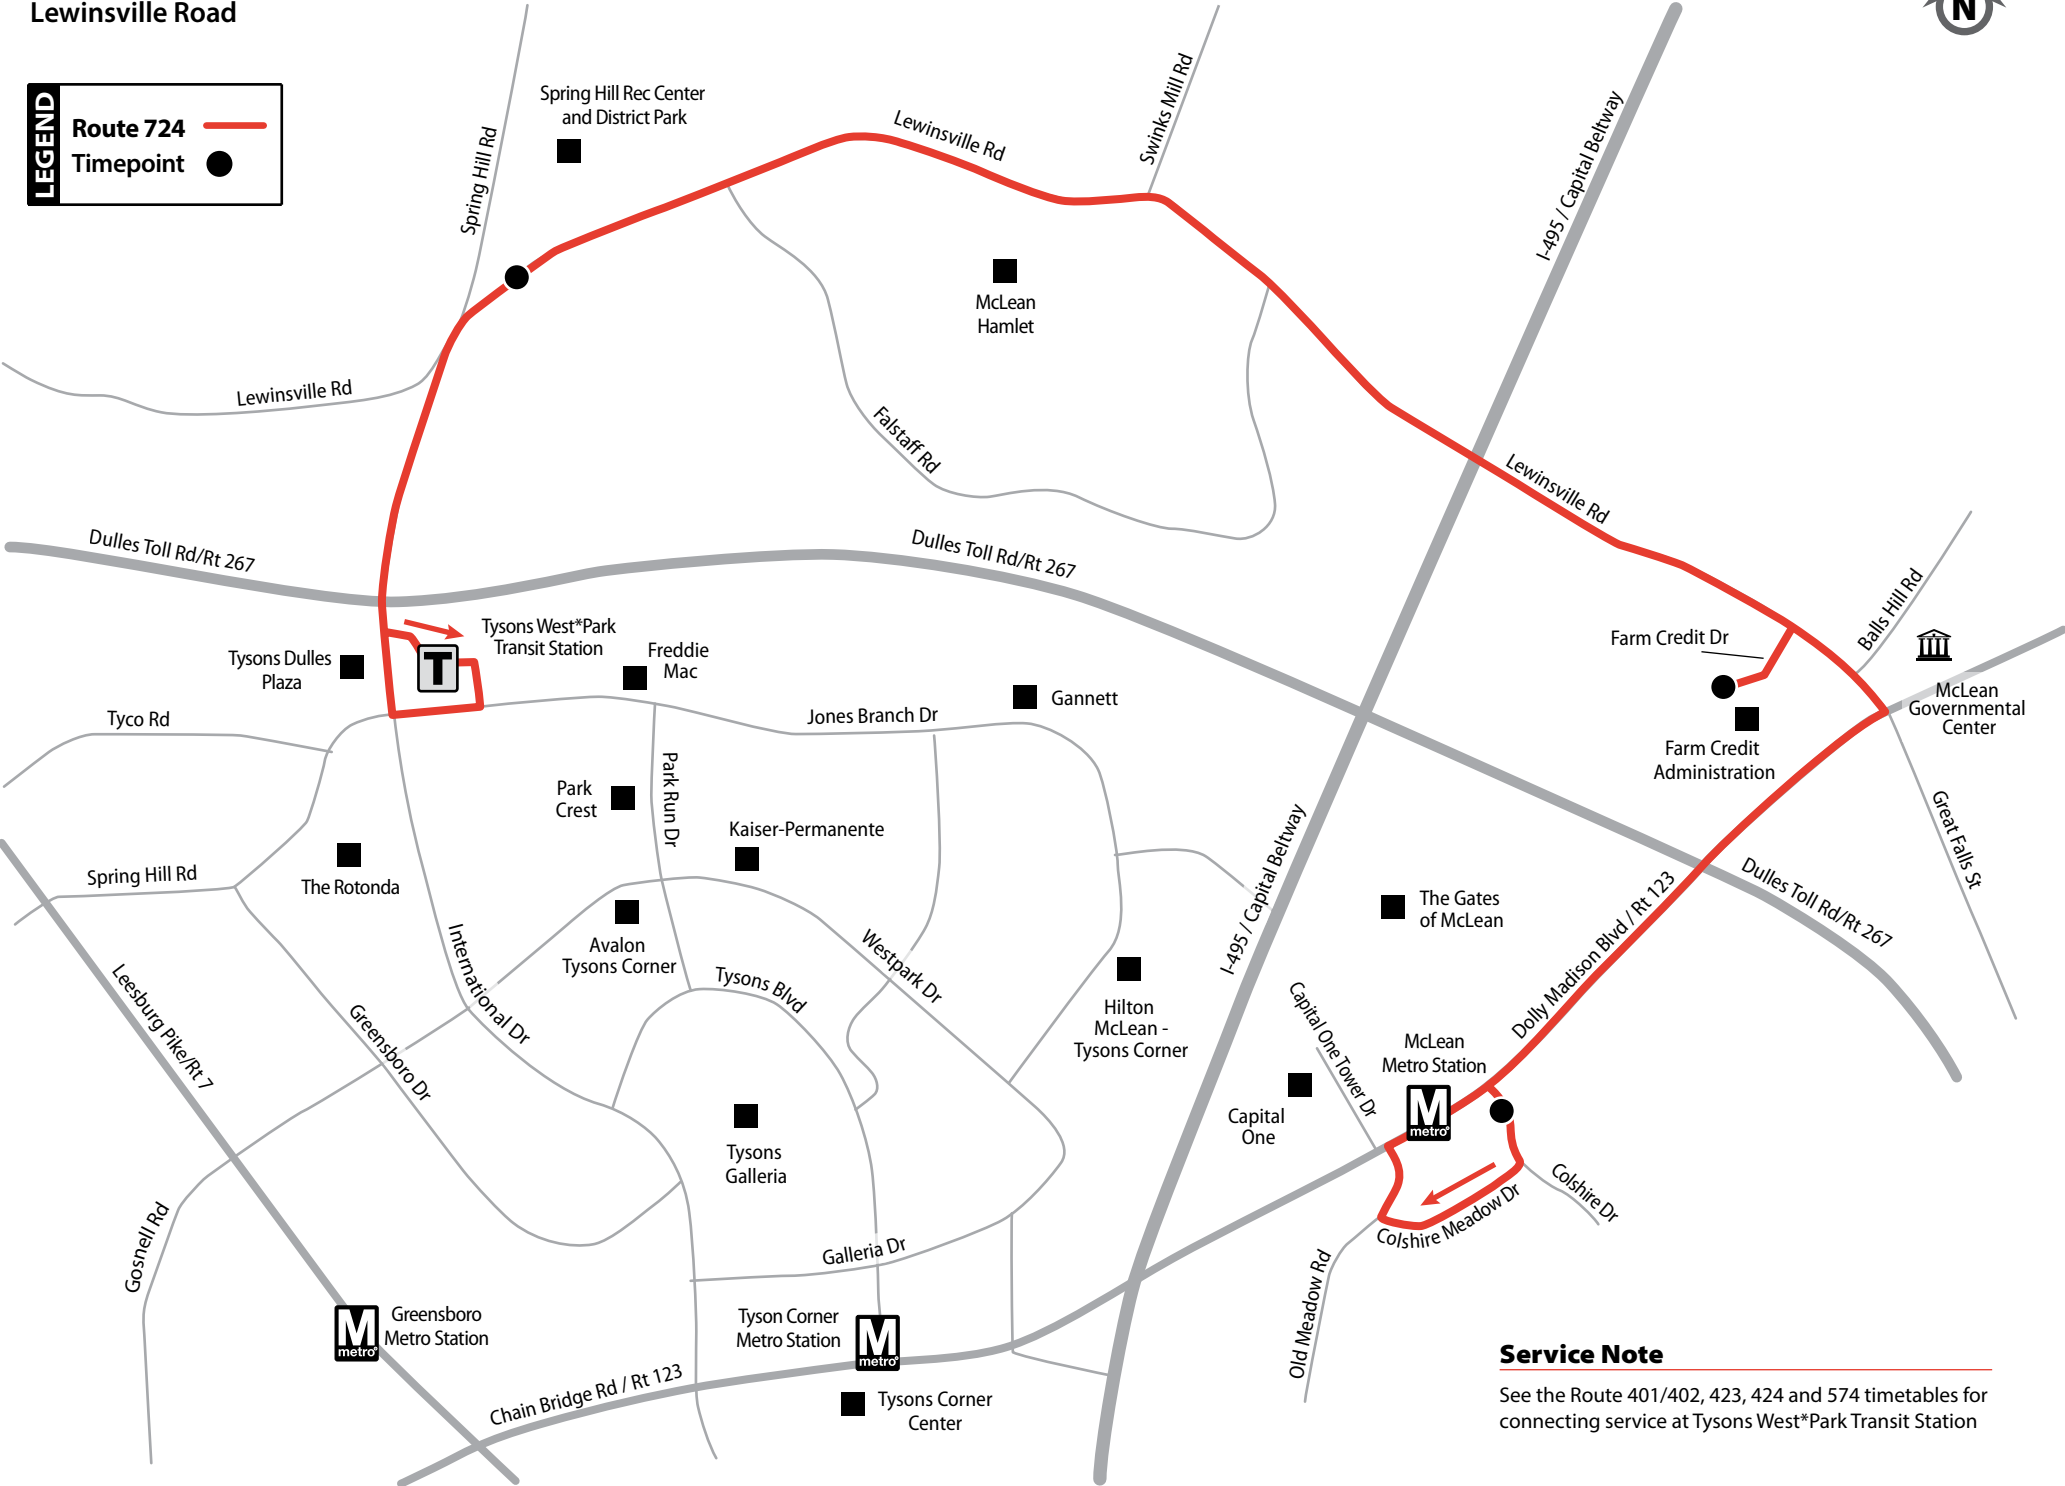 Lewinsville Road
N
LEGEND
Route 724
Timepoint
Spring Hill Rd
Spring Hill Rec Center
and District Park
Lewinsville Rd
Swinks Mill Rd
I-495 / Capital Beltway
McLean
Hamlet
Lewinsville Rd
Falstaff Rd
Lewinsville Rd
Dulles Toll Rd/Rt 267
Dulles Toll Rd/Rt 267
Balls Hill Rd
Tysons West*Park
Transit Station
T
Tysons Dulles
Plaza
Freddie
Mac
Farm Credit Dr
Gannett
McLean
Governmental
Center
Tyco Rd
Jones Branch Dr
Farm Credit
Administration
Park Run Dr
Park
Crest
Kaiser-Permanente
Great Falls St
I-495 / Capital Beltway
Spring Hill Rd
The Rotonda
The Gates
of McLean
Dolly Madison Blvd / Rt 123
Dulles Toll Rd/Rt 267
Avalon
Tysons Corner
International Dr
Westpark Dr
Tysons Blvd
Leesburg Pike/Rt 7
Greensboro Dr
Hilton
McLean -
Tysons Corner
Capital One Tower Dr
McLean
Metro Station
M
metro
Capital
One
Tysons
Galleria
Colshire Dr
Colshire Meadow Dr
Gosnell Rd
Galleria Dr
Old Meadow Rd
Greensboro
Metro Station
M
metro
Tyson Corner
Metro Station
M
metro
Chain Bridge Rd / Rt 123
Tysons Corner
Center
Service Note
See the Route 401/402, 423, 424 and 574 timetables for
connecting service at Tysons West*Park Transit Station